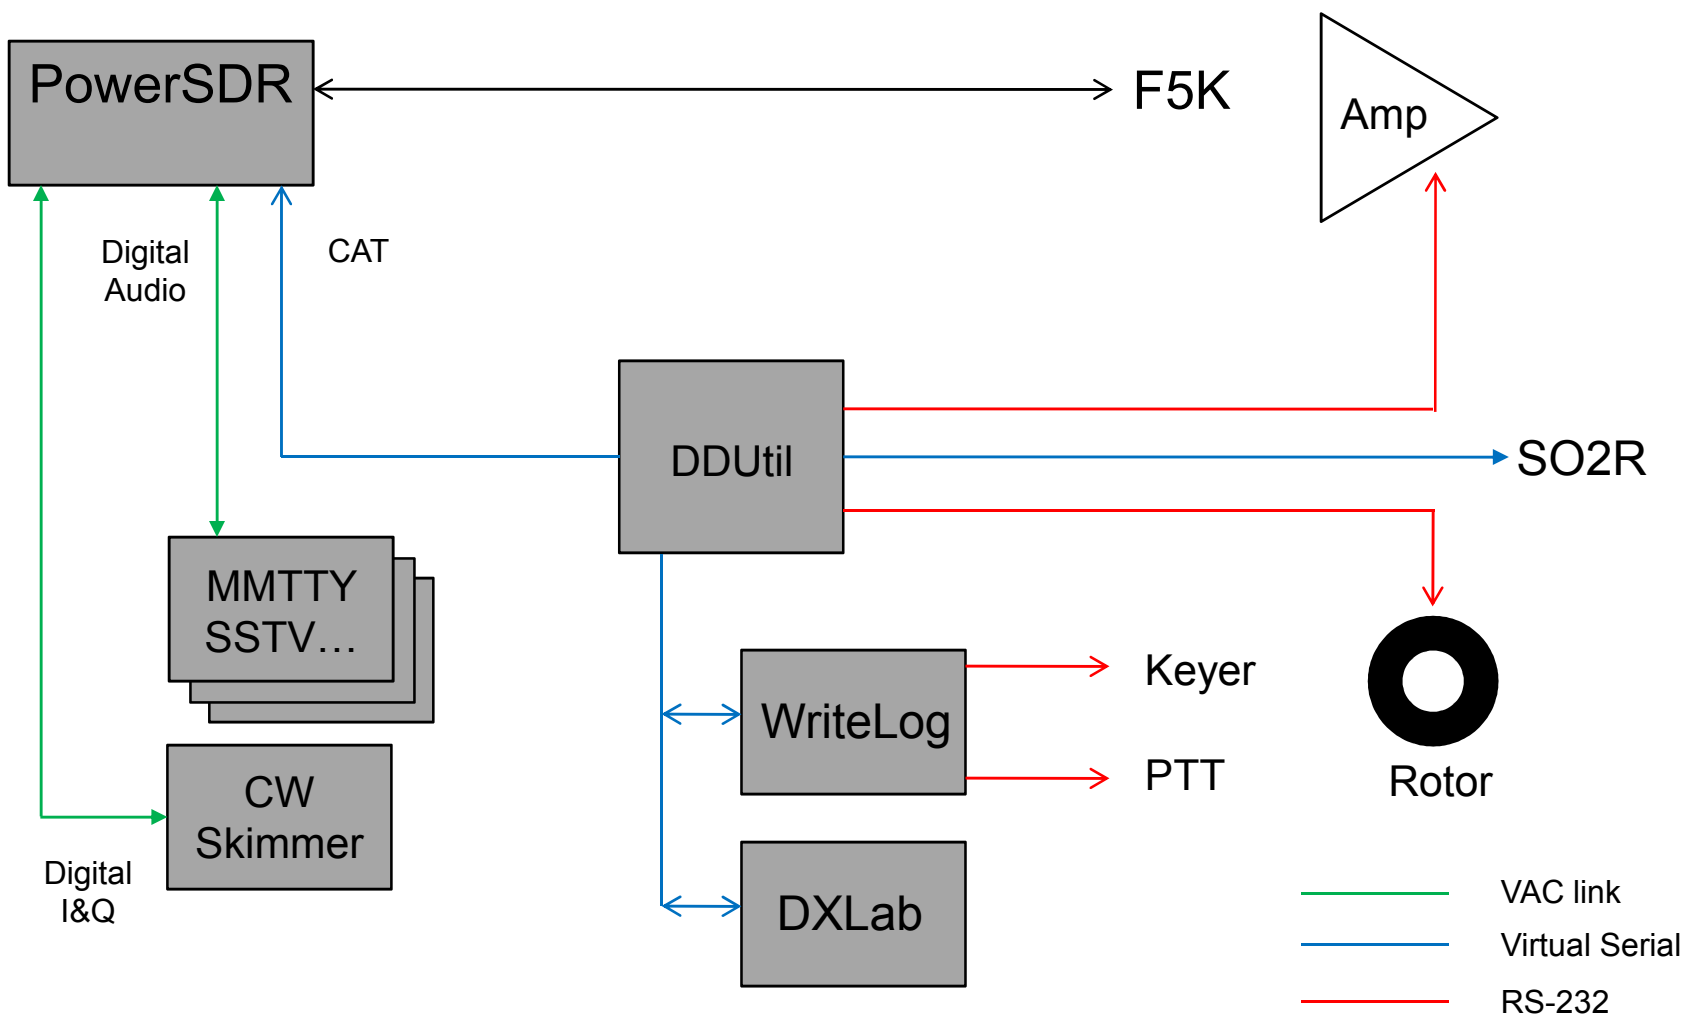 PowerSDR
F5K
Amp
Digital
Audio
CAT
DDUtil
SO2R
MMTTY
SSTV…
Keyer
WriteLog
PTT
Rotor
CW
Skimmer
Digital
I&Q
DXLab
VAC link
Virtual Serial
RS-232